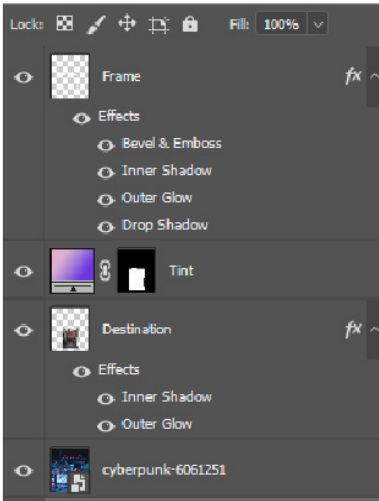 Lock:
Fill: 100%
Frame
fx
Effects
Bevel & Emboss
Inner Shadow
Outer Glow
Drop Shadow
Tint
Destination
fx
Effects
Inner Shadow
Outer Glow
cyberpunk-6061251